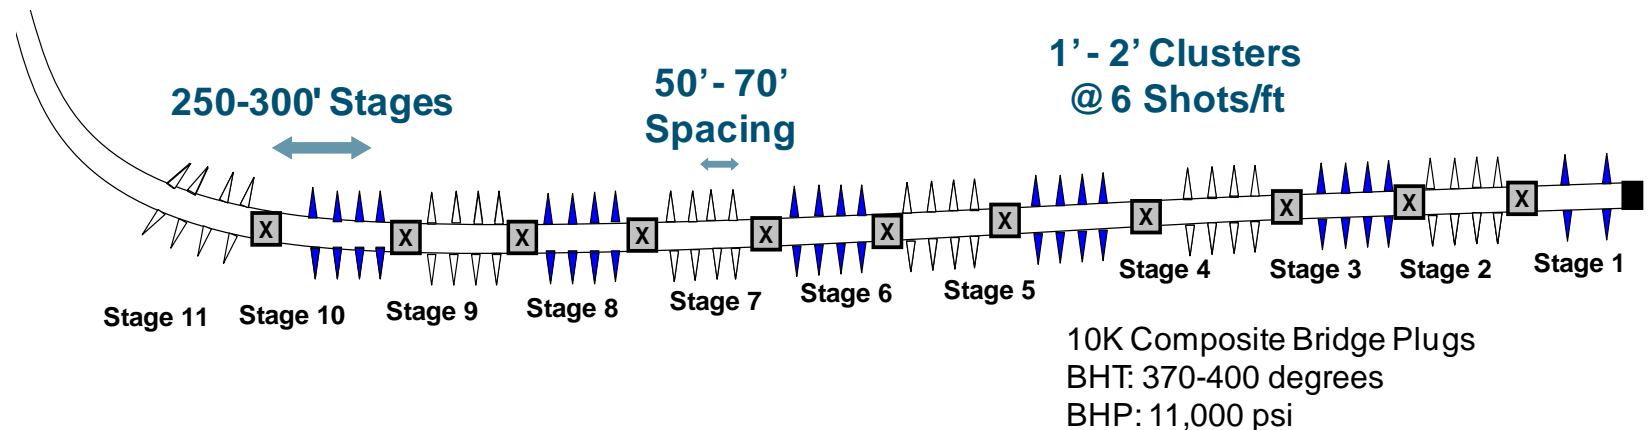 250-300' Stages
50’- 70’
Spacing
1’ - 2’ Clusters
@ 6 Shots/ft
X
X
X
X
X
X
X
X
X
X
Stage 11
Stage 10
Stage 9
Stage 8
Stage 7
Stage 6
Stage 5
Stage 4
Stage 3
Stage 2
Stage 1
10K Composite Bridge Plugs
BHT: 370-400 degrees
BHP: 11,000 psi